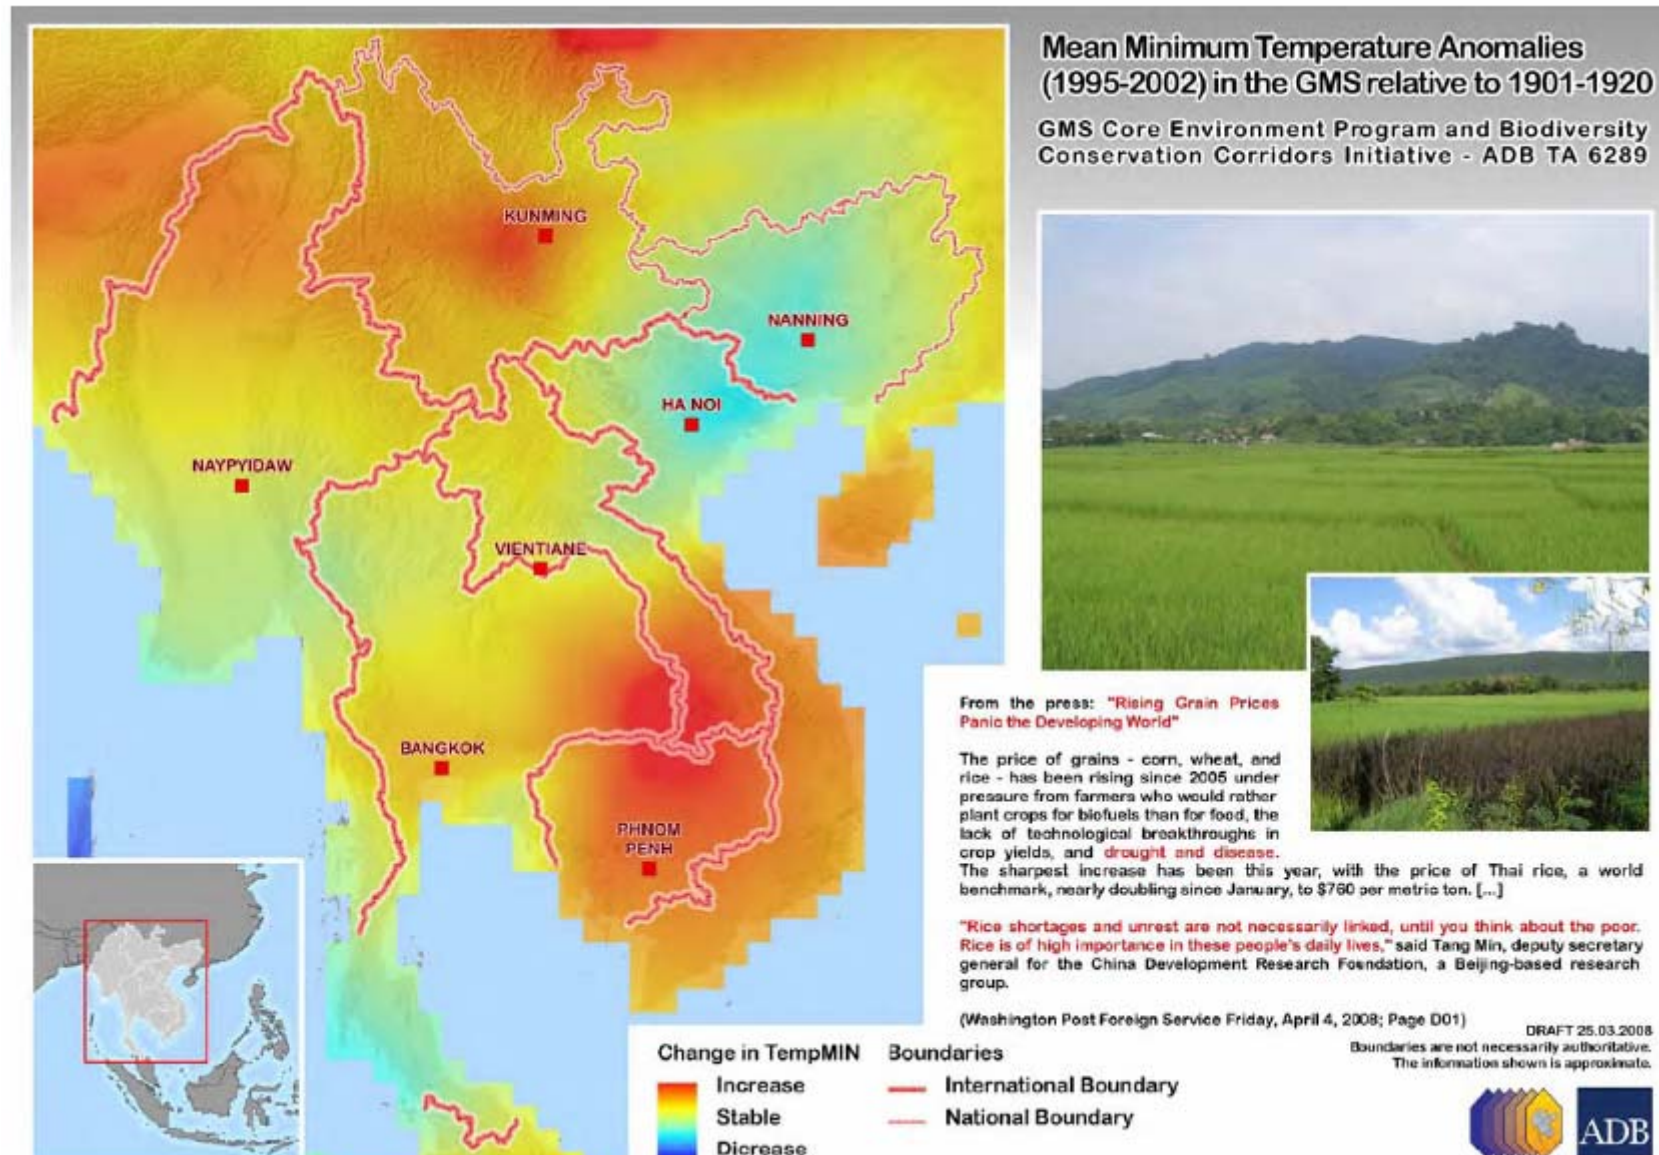 Mean Minimum Temperature Anomalies
(1995-2002) in the GMS relative to 1901-1920
GMS Core Environment Program and Biodiversity
Conservation Corridors Initiative - ADB TA 6289
KUNMING
NANNING
HA NOI
NAYPYIDAW
VIENTIANE
BANGKOK
PHNOM
PENH
From the press: "Rising Grain Prices
Panic the Developing World"
The price of grains - corn, wheat, and
rice - has been rising since 2005 under
pressure from farmers who would rather
plant crops for biofuels than for food, the
lack of technological breakthroughs in
crop yields, and drought and disease.
The sharpest increase has been this year, with the price of Thai rice, a world
benchmark, nearly doubling since January, to $760 per metric ton. [...]
"Rice shortages and unrest are not necessarily linked, until you think about the poor.
Rice is of high importance in these people's daily lives," said Tang Min, deputy secretary
general for the China Development Research Foundation, a Beijing-based research
group.
(Washington Post Foreign Service Friday, April 4, 2008; Page D01)
DRAFT 25.03.2008
Boundaries are not necessarily authoritative.
The information shown is approximate.
Change in TempMIN
Increase
Stable
Dicrease
Boundaries
International Boundary
National Boundary
ADB